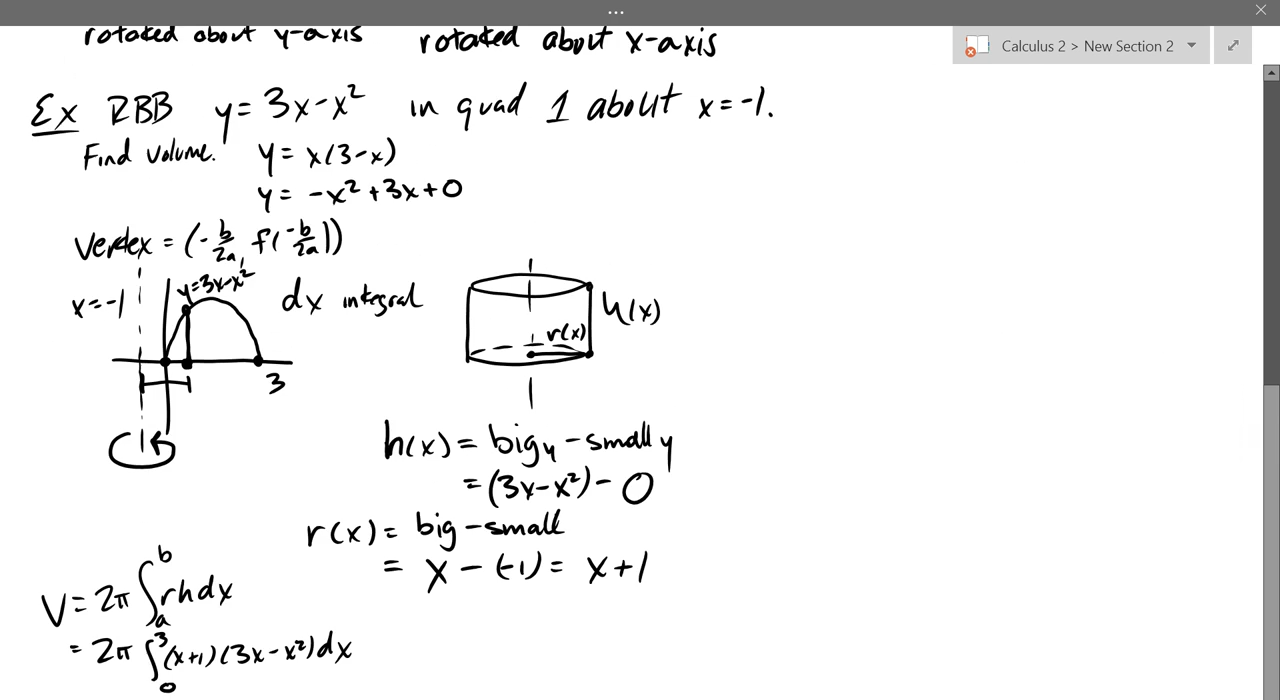 ...
Calculus 2 > New Section 2
rotated about y-axis rotated about x-axis
Ex RBB y = 3x-x² in quad 1 about x=-1.
Find volume. y = x(3-x)
y = -x²+3x+0
Vertex = (-b/2a, f(-b/2a))
x=-1 y=3x-x² dx integral h(x)
r(x)
3
h(x) = big y - small y
= (3x-x²) - 0
r(x) = big - small
= x - (-1) = x+1
V = 2π ∫ₐᵇ rh dx
= 2π ∫₀³ (x+1)(3x-x²)dx